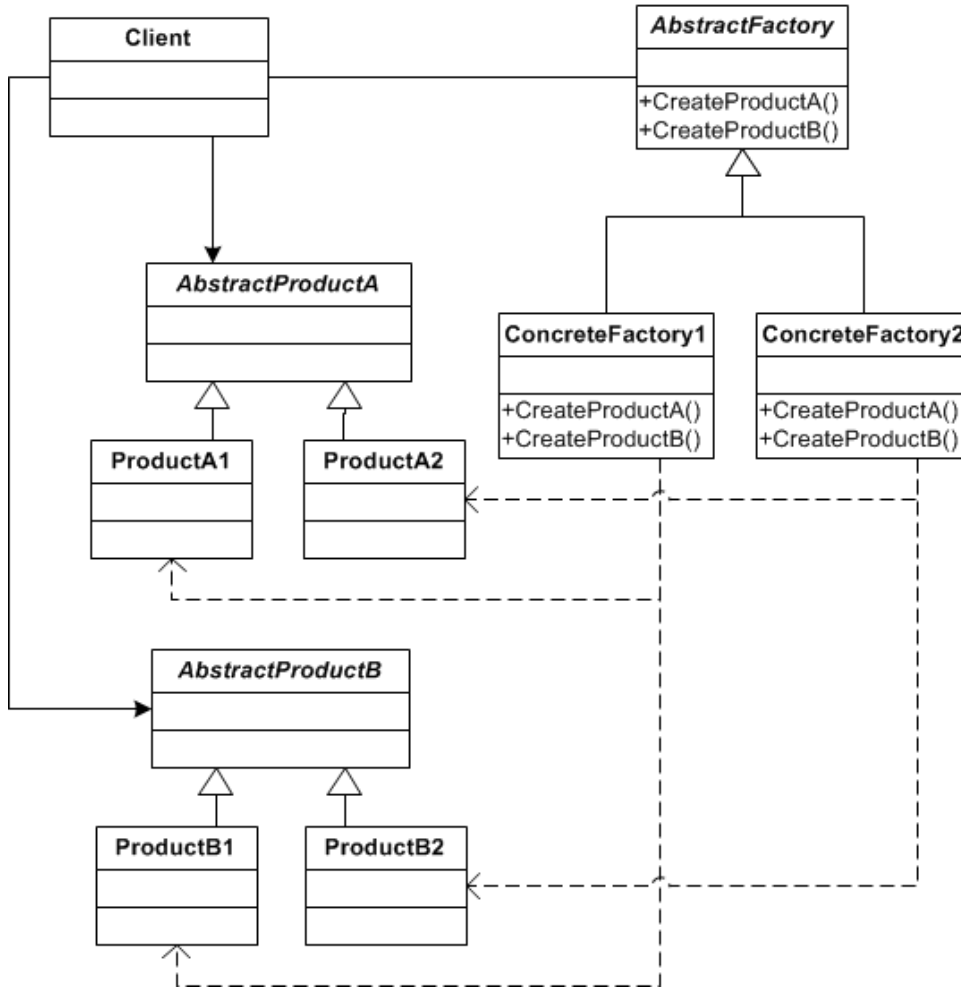 Client
AbstractFactory
+CreateProductA()
+CreateProductB()
AbstractProductA
ConcreteFactory1
+CreateProductA()
+CreateProductB()
ConcreteFactory2
+CreateProductA()
+CreateProductB()
ProductA1
ProductA2
AbstractProductB
ProductB1
ProductB2